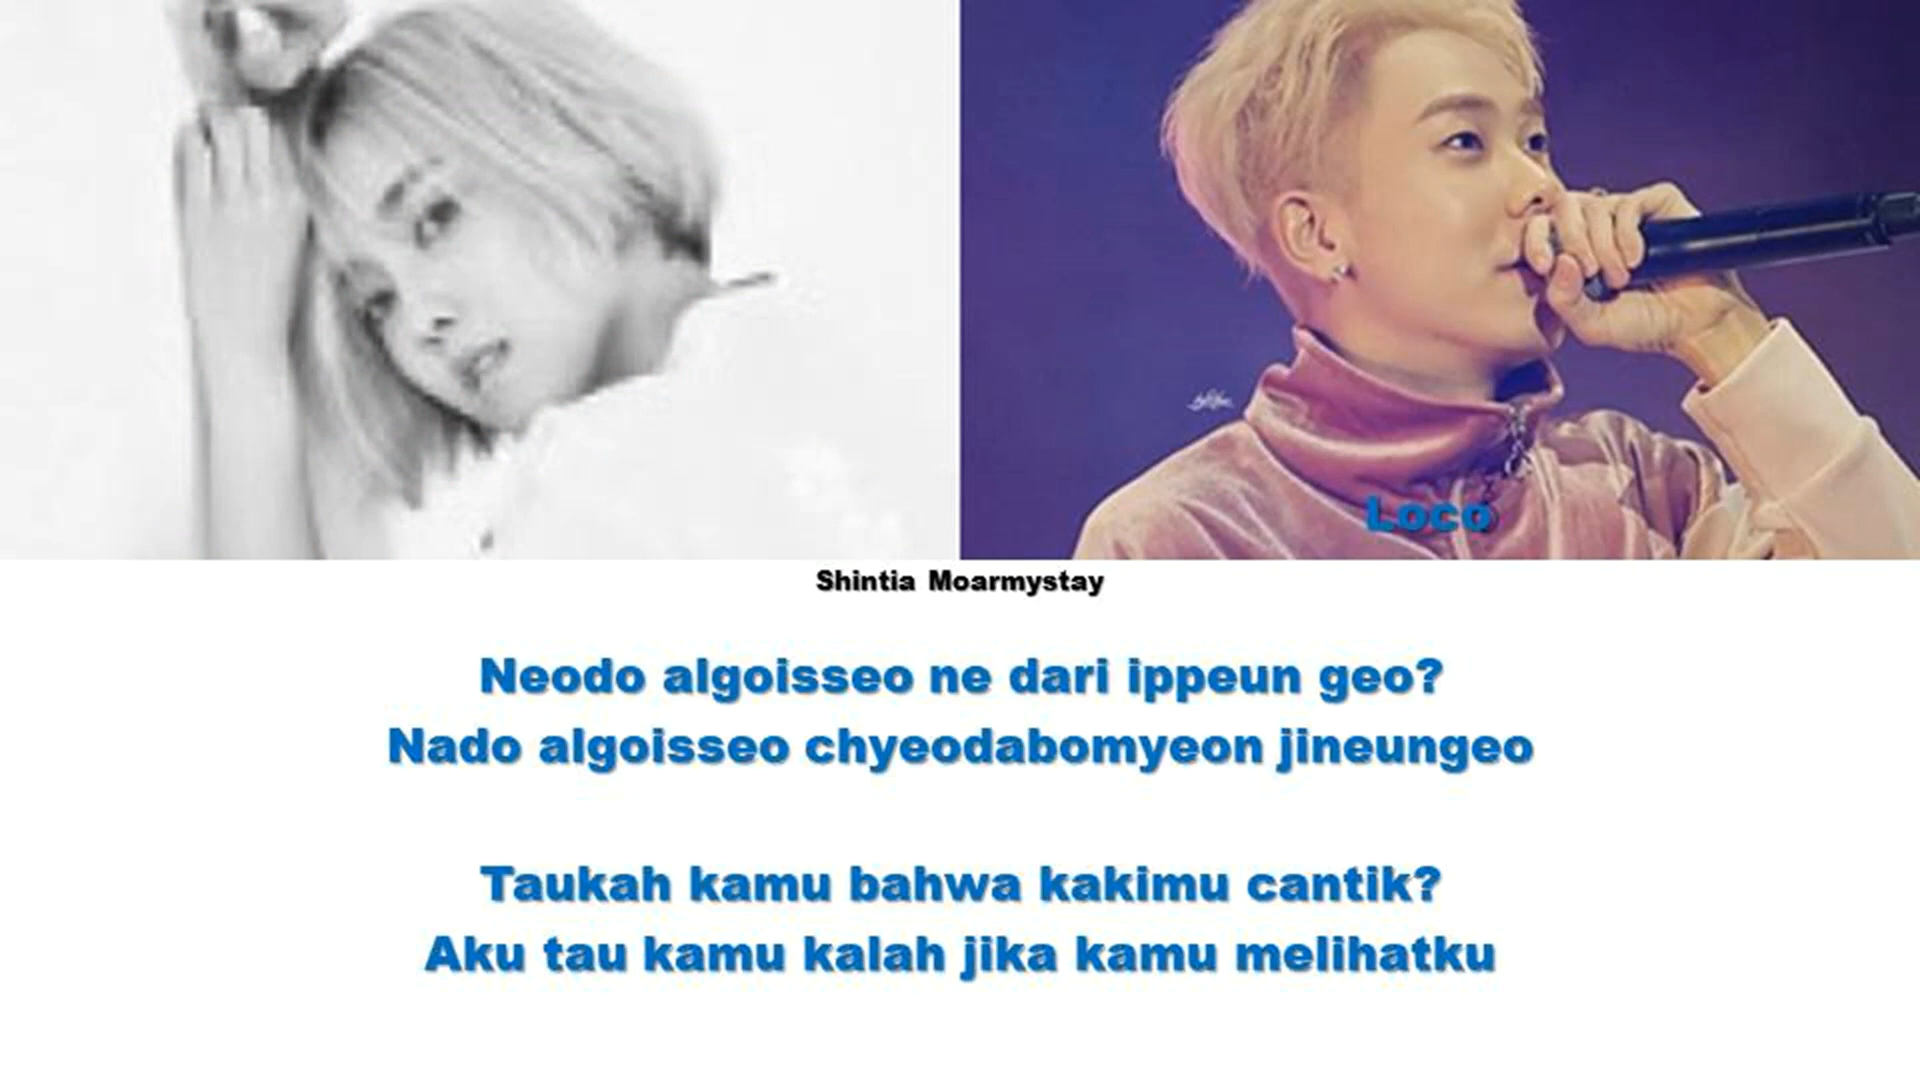 Loco
Shintia Moarmystay
Neodo algoisseo ne dari ippeun geo?
Nado algoisseo chyeodabomyeon jineungeo
Taukah kamu bahwa kakimu cantik?
Aku tau kamu kalah jika kamu melihatku